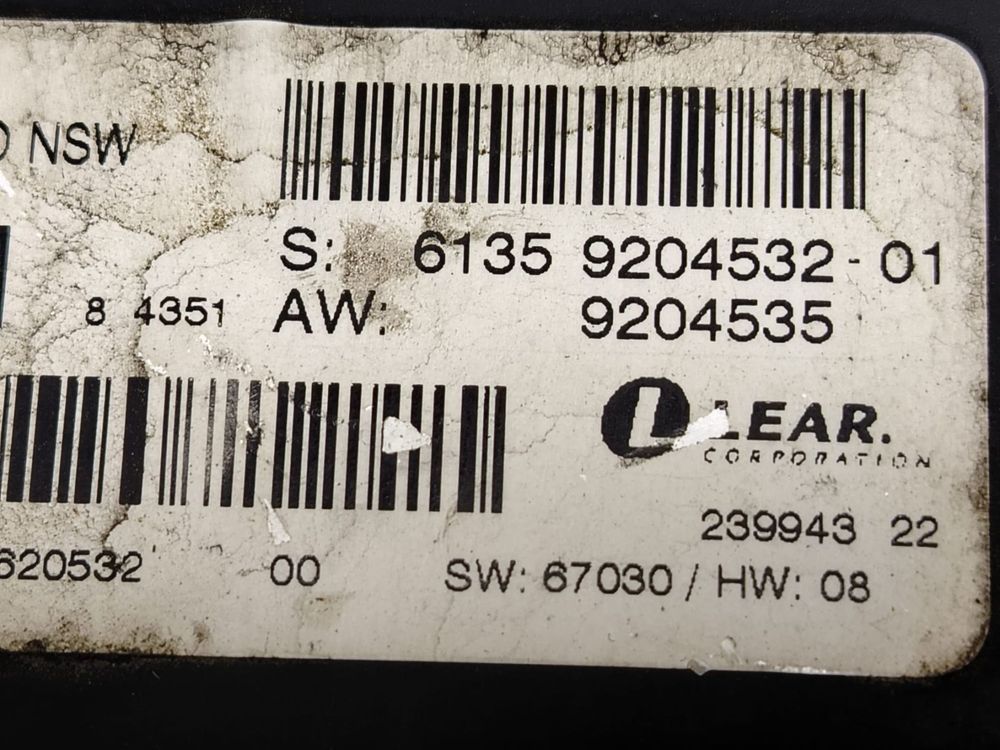 NSW
S: 6135 9204532-01
8 4351
AW: 9204535
LEAR.
CORPORATION
239943 22
620532 00
SW: 67030 / HW: 08